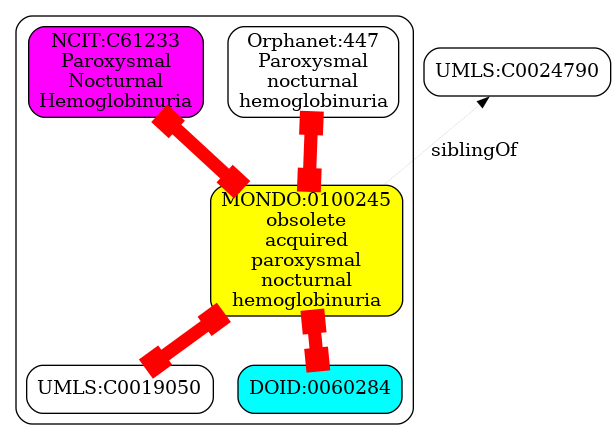 NCIT:C61233
Paroxysmal
Nocturnal
Hemoglobinuria
Orphanet:447
Paroxysmal
nocturnal
hemoglobinuria
UMLS:C0024790
siblingOf
MONDO:0100245
obsolete
acquired
paroxysmal
nocturnal
hemoglobinuria
UMLS:C0019050
DOID:0060284